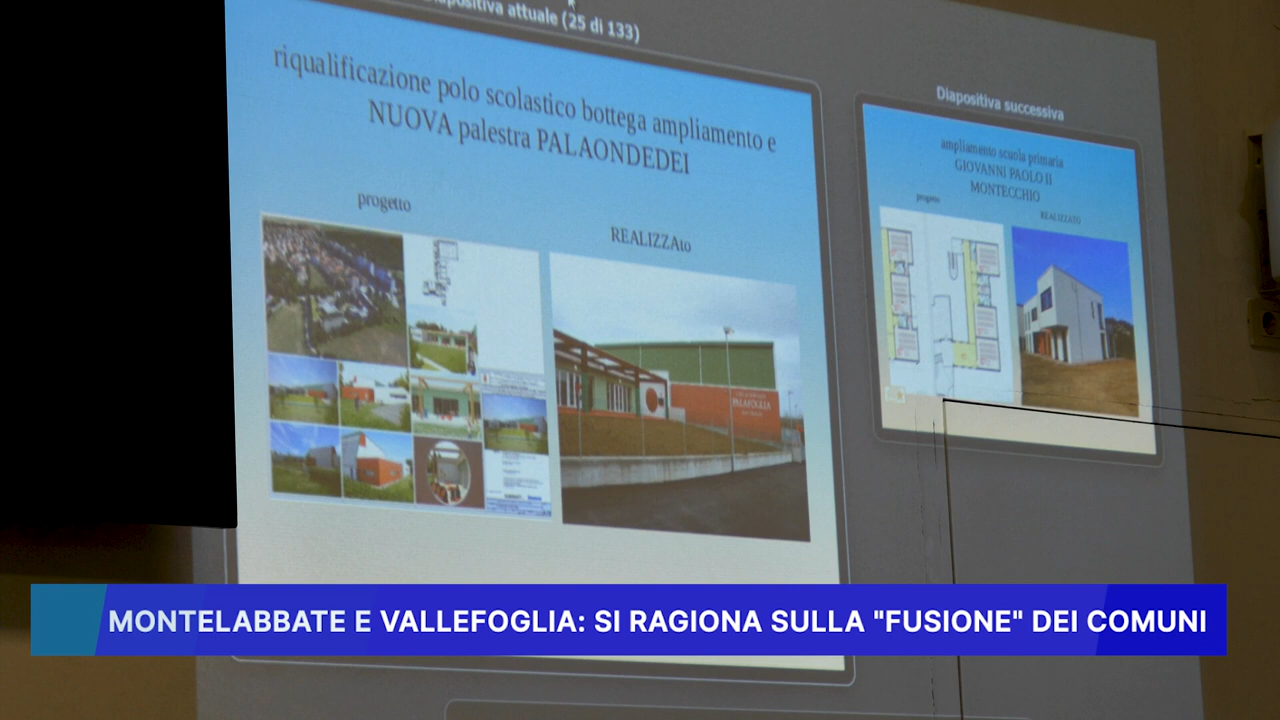 Diapositiva attuale (25 di 133)
riqualificazione polo scolastico bottega ampliamento e
NUOVA palestra PALAONDEDEI
progetto
REALIZZAto
PALAFOGLIA
Diapositiva successiva
ampliamento scuola primaria
GIOVANNI PAOLO II
MONTECCHIO
progetto
REALIZZATO
MONTELABBATE E VALLEFOGLIA: SI RAGIONA SULLA "FUSIONE" DEI COMUNI